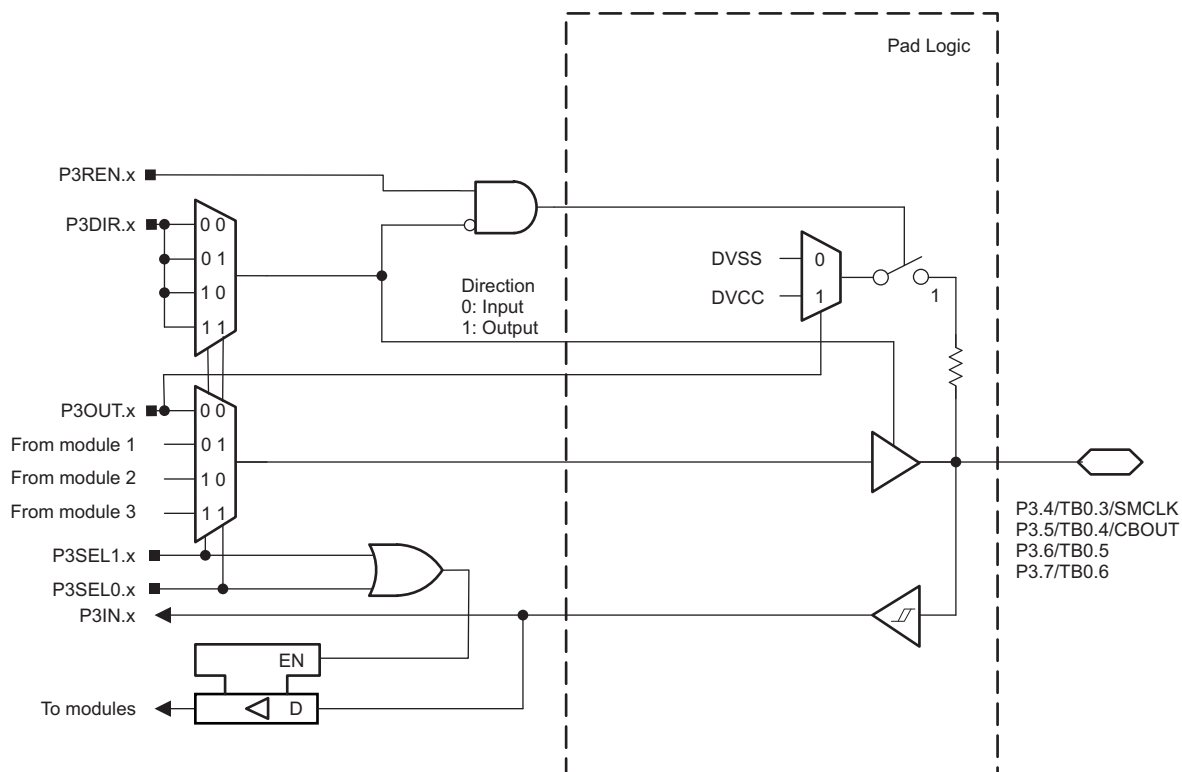 Pad Logic
P3REN.x
P3DIR.x
0 0
0 1
1 0
1 1
Direction
0: Input
1: Output
DVSS
DVCC
0
1
1
P3OUT.x
From module 1
From module 2
From module 3
0 0
0 1
1 0
1 1
P3SEL1.x
P3SEL0.x
P3IN.x
EN
D
To modules
P3.4/TB0.3/SMCLK
P3.5/TB0.4/CBOUT
P3.6/TB0.5
P3.7/TB0.6